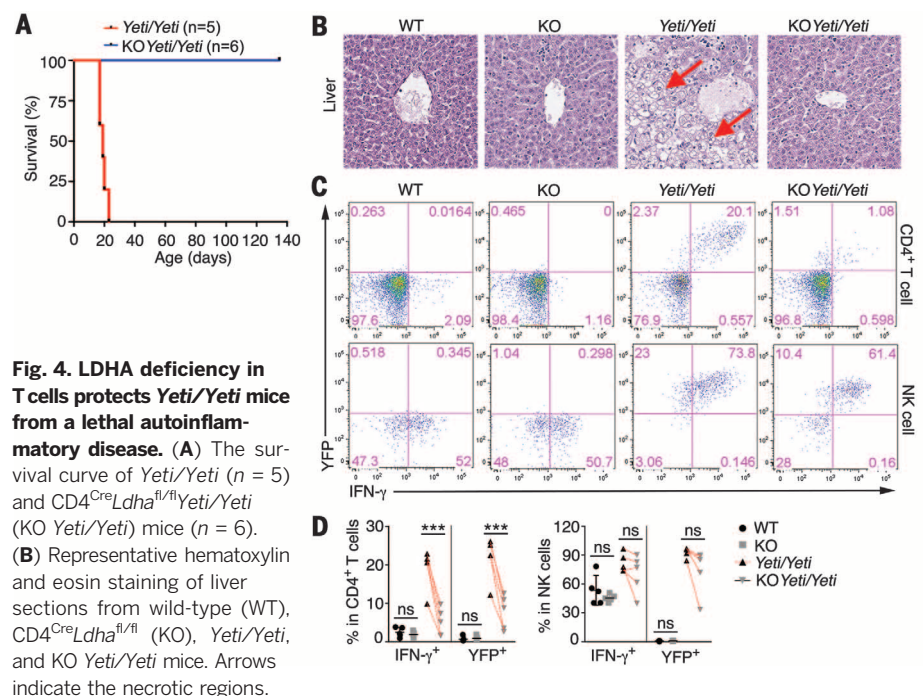 A
Yeti/Yeti (n=5)
KO Yeti/Yeti (n=6)
Survival (%)
100
75
50
25
0
0 20 40 60 80 100 120 140
Age (days)
B
WT KO Yeti/Yeti KO Yeti/Yeti
Liver
C
WT KO Yeti/Yeti KO Yeti/Yeti
0.263 0.0164 0.465 0 2.37 20.1 1.51 1.08
97.6 2.09 98.4 1.16 76.9 0.557 96.8 0.598
CD4+ T cell
0.518 0.345 1.04 0.298 23 73.8 10.4 61.4
47.3 52 48 50.7 3.06 0.146 28 0.16
NK cell
YFP
IFN-γ
Fig. 4. LDHA deficiency in
T cells protects Yeti/Yeti mice
from a lethal autoinflam-
matory disease. (A) The sur-
vival curve of Yeti/Yeti (n = 5)
and CD4CreLdhafl/flYeti/Yeti
(KO Yeti/Yeti) mice (n = 6).
(B) Representative hematoxylin
and eosin staining of liver
sections from wild-type (WT),
CD4CreLdhafl/fl (KO), Yeti/Yeti,
and KO Yeti/Yeti mice. Arrows
indicate the necrotic regions.
D
% in CD4+ T cells
30
20
10
0
ns *** ns ***
IFN-γ+ YFP+
% in NK cells
120
90
60
30
0
ns ns ns ns
IFN-γ+ YFP+
WT
KO
Yeti/Yeti
KO Yeti/Yeti